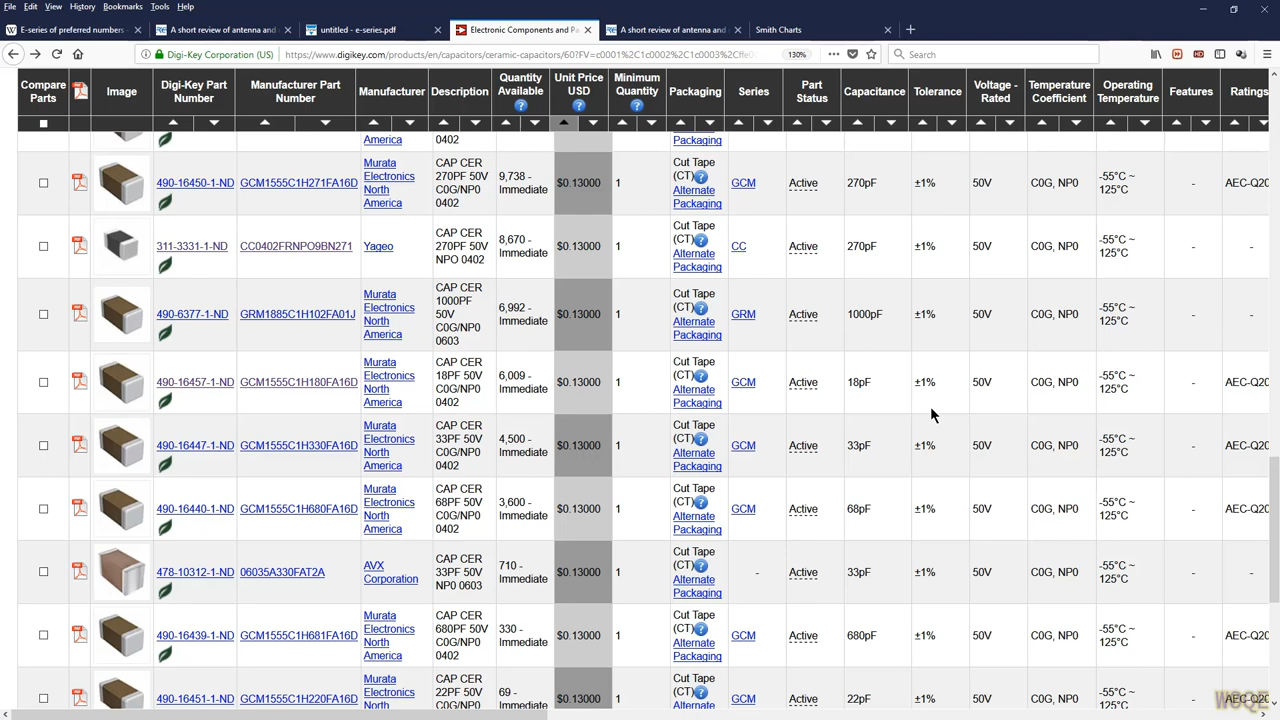 File Edit View History Bookmarks Tools Help
E-series of preferred numbers - A short review of antenna and untitled - e-series.pdf Electronic Components and Pa A short review of antenna and Smith Charts
Digi-Key Corporation (US) https://www.digikey.com/products/en/capacitors/ceramic-capacitors/60?FV=c0001%2C1c0002%2C1c0003%2cffe0 130% Search
Compare Parts Image Digi-Key Part Number Manufacturer Part Number Manufacturer Description Quantity Available ? Unit Price USD ? Minimum Quantity ? Packaging Series Part Status Capacitance Tolerance Voltage - Rated Temperature Coefficient Operating Temperature Features Ratings
America 0402 Packaging
490-16450-1-ND GCM1555C1H271FA16D Murata Electronics North America CAP CER 270PF 50V C0G/NP0 0402 9,738 - Immediate $0.13000 1 Cut Tape (CT) ? Alternate Packaging GCM Active 270pF ±1% 50V C0G, NP0 -55°C ~ 125°C - AEC-Q20
311-3331-1-ND CC0402FRNPO9BN271 Yageo CAP CER 270PF 50V NPO 0402 8,670 - Immediate $0.13000 1 Cut Tape (CT) ? Alternate Packaging CC Active 270pF ±1% 50V C0G, NP0 -55°C ~ 125°C - -
490-6377-1-ND GRM1885C1H102FA01J Murata Electronics North America CAP CER 1000PF 50V C0G/NP0 0603 6,992 - Immediate $0.13000 1 Cut Tape (CT) ? Alternate Packaging GRM Active 1000pF ±1% 50V C0G, NP0 -55°C ~ 125°C - -
490-16457-1-ND GCM1555C1H180FA16D Murata Electronics North America CAP CER 18PF 50V C0G/NP0 0402 6,009 - Immediate $0.13000 1 Cut Tape (CT) ? Alternate Packaging GCM Active 18pF ±1% 50V C0G, NP0 -55°C ~ 125°C - AEC-Q20
490-16447-1-ND GCM1555C1H330FA16D Murata Electronics North America CAP CER 33PF 50V C0G/NP0 0402 4,500 - Immediate $0.13000 1 Cut Tape (CT) ? Alternate Packaging GCM Active 33pF ±1% 50V C0G, NP0 -55°C ~ 125°C - AEC-Q20
490-16440-1-ND GCM1555C1H680FA16D Murata Electronics North America CAP CER 68PF 50V C0G/NP0 0402 3,600 - Immediate $0.13000 1 Cut Tape (CT) ? Alternate Packaging GCM Active 68pF ±1% 50V C0G, NP0 -55°C ~ 125°C - AEC-Q20
478-10312-1-ND 06035A330FAT2A AVX Corporation CAP CER 33PF 50V NP0 0603 710 - Immediate $0.13000 1 Cut Tape (CT) ? Alternate Packaging - Active 33pF ±1% 50V C0G, NP0 -55°C ~ 125°C - -
490-16439-1-ND GCM1555C1H681FA16D Murata Electronics North America CAP CER 680PF 50V C0G/NP0 0402 330 - Immediate $0.13000 1 Cut Tape (CT) ? Alternate Packaging GCM Active 680pF ±1% 50V C0G, NP0 -55°C ~ 125°C - AEC-Q20
490-16451-1-ND GCM1555C1H220FA16D Murata Electronics North CAP CER 22PF 50V C0G/NP0 69 - Immediate $0.13000 1 Cut Tape (CT) ? Alternate GCM Active 22pF ±1% 50V C0G, NP0 -55°C ~ 125°C - AEC-Q20
W0QE